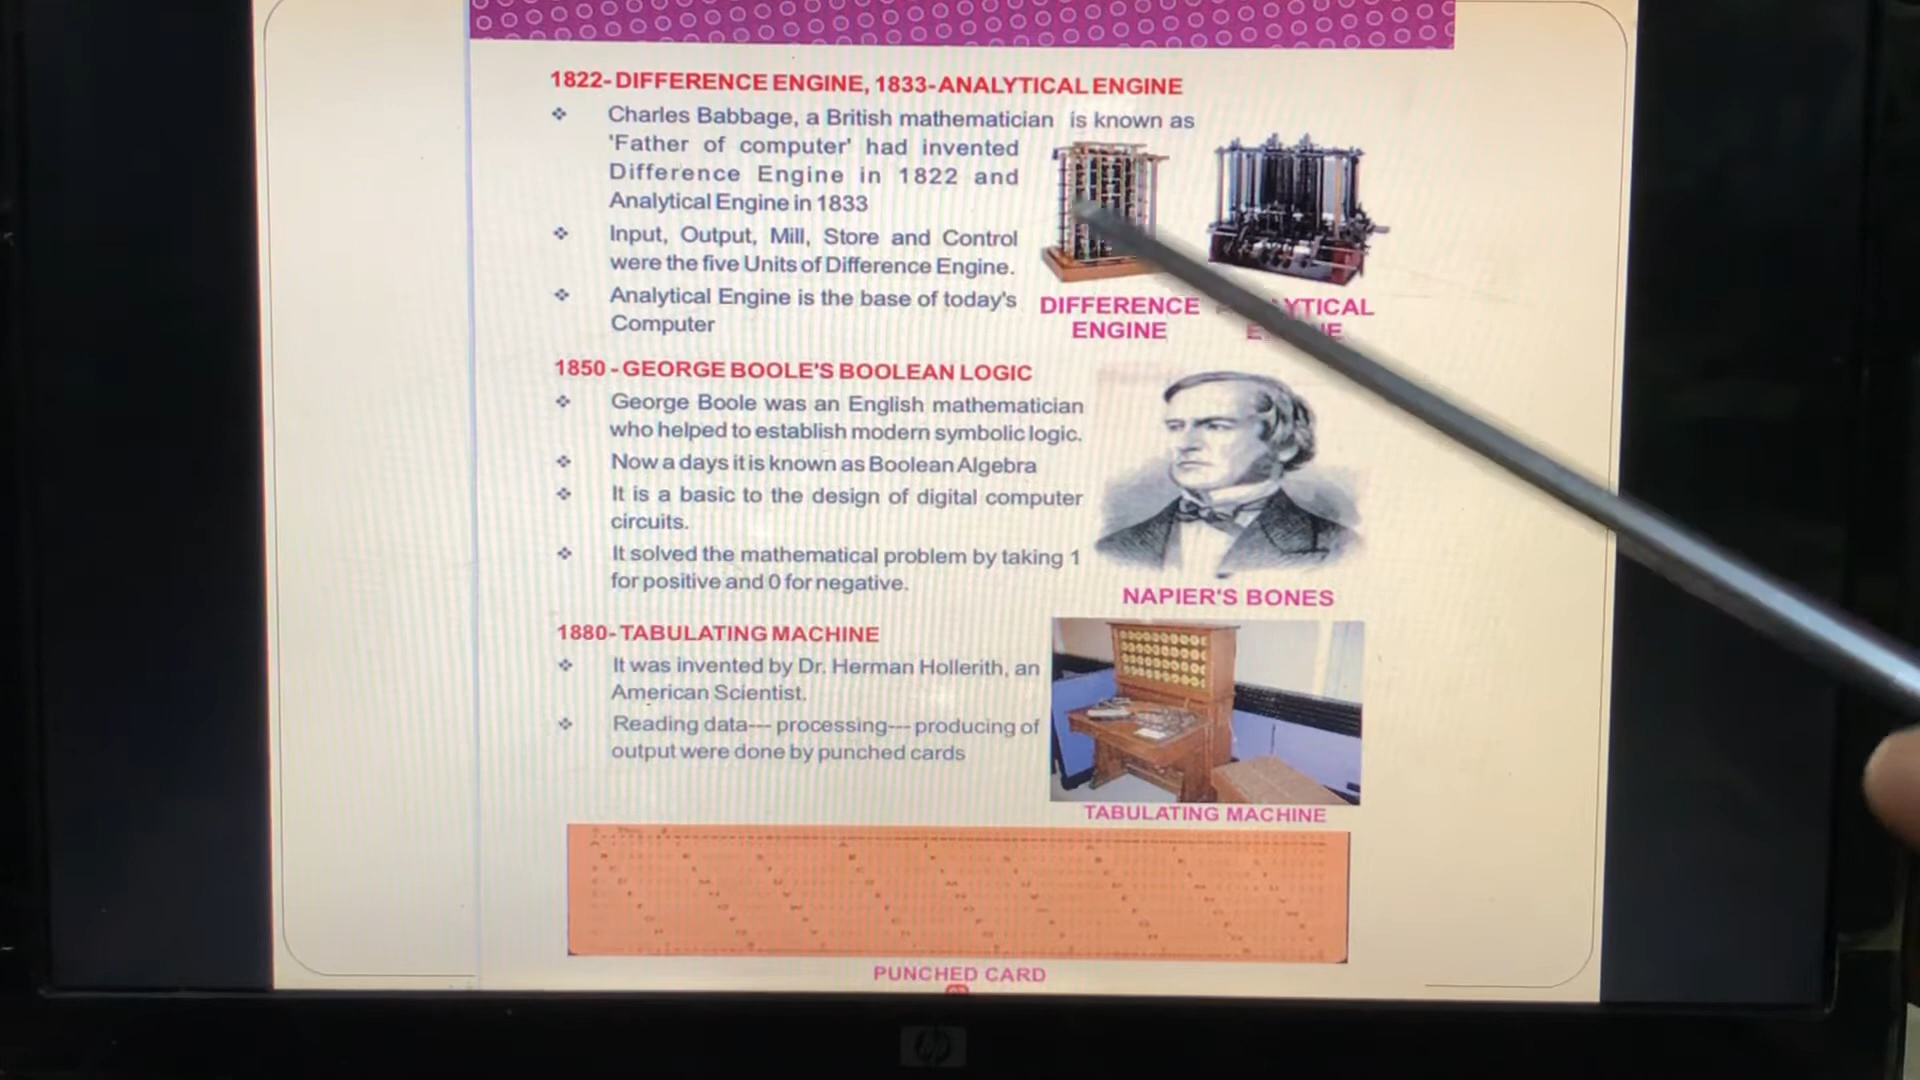 1822- DIFFERENCE ENGINE, 1833- ANALYTICAL ENGINE
Charles Babbage, a British mathematician is known as
'Father of computer' had invented
Difference Engine in 1822 and
Analytical Engine in 1833
Input, Output, Mill, Store and Control
were the five Units of Difference Engine.
Analytical Engine is the base of today's
Computer
DIFFERENCE
ENGINE
1850 - GEORGE BOOLE'S BOOLEAN LOGIC
George Boole was an English mathematician
who helped to establish modern symbolic logic.
Now a days it is known as Boolean Algebra
It is a basic to the design of digital computer
circuits.
It solved the mathematical problem by taking 1
for positive and 0 for negative.
NAPIER'S BONES
1880- TABULATING MACHINE
It was invented by Dr. Herman Hollerith, an
American Scientist.
Reading data--- processing--- producing of
output were done by punched cards
TABULATING MACHINE
PUNCHED CARD
hp